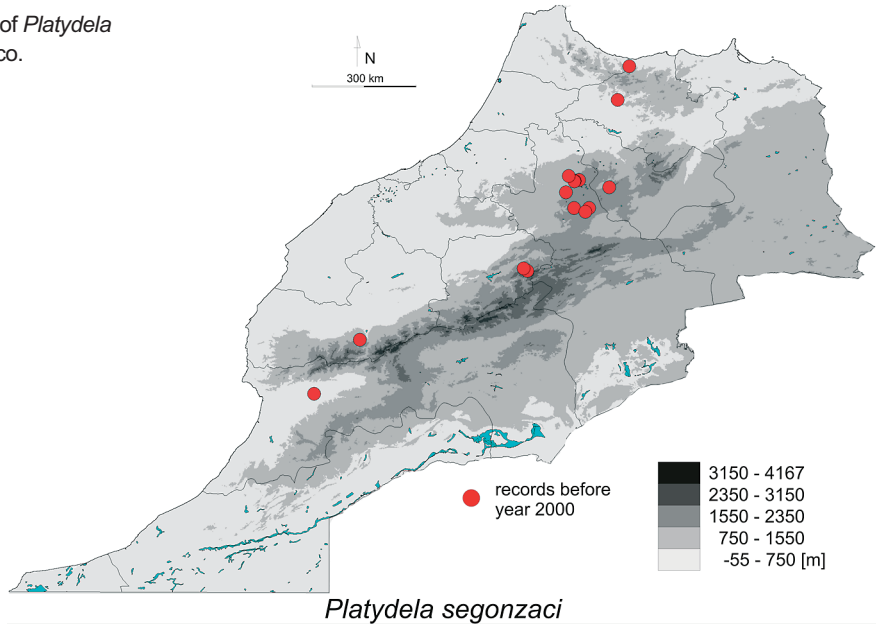 of Platydela
co.
N
300 km
records before
year 2000
3150 - 4167
2350 - 3150
1550 - 2350
750 - 1550
-55 - 750 [m]
Platydela segonzaci